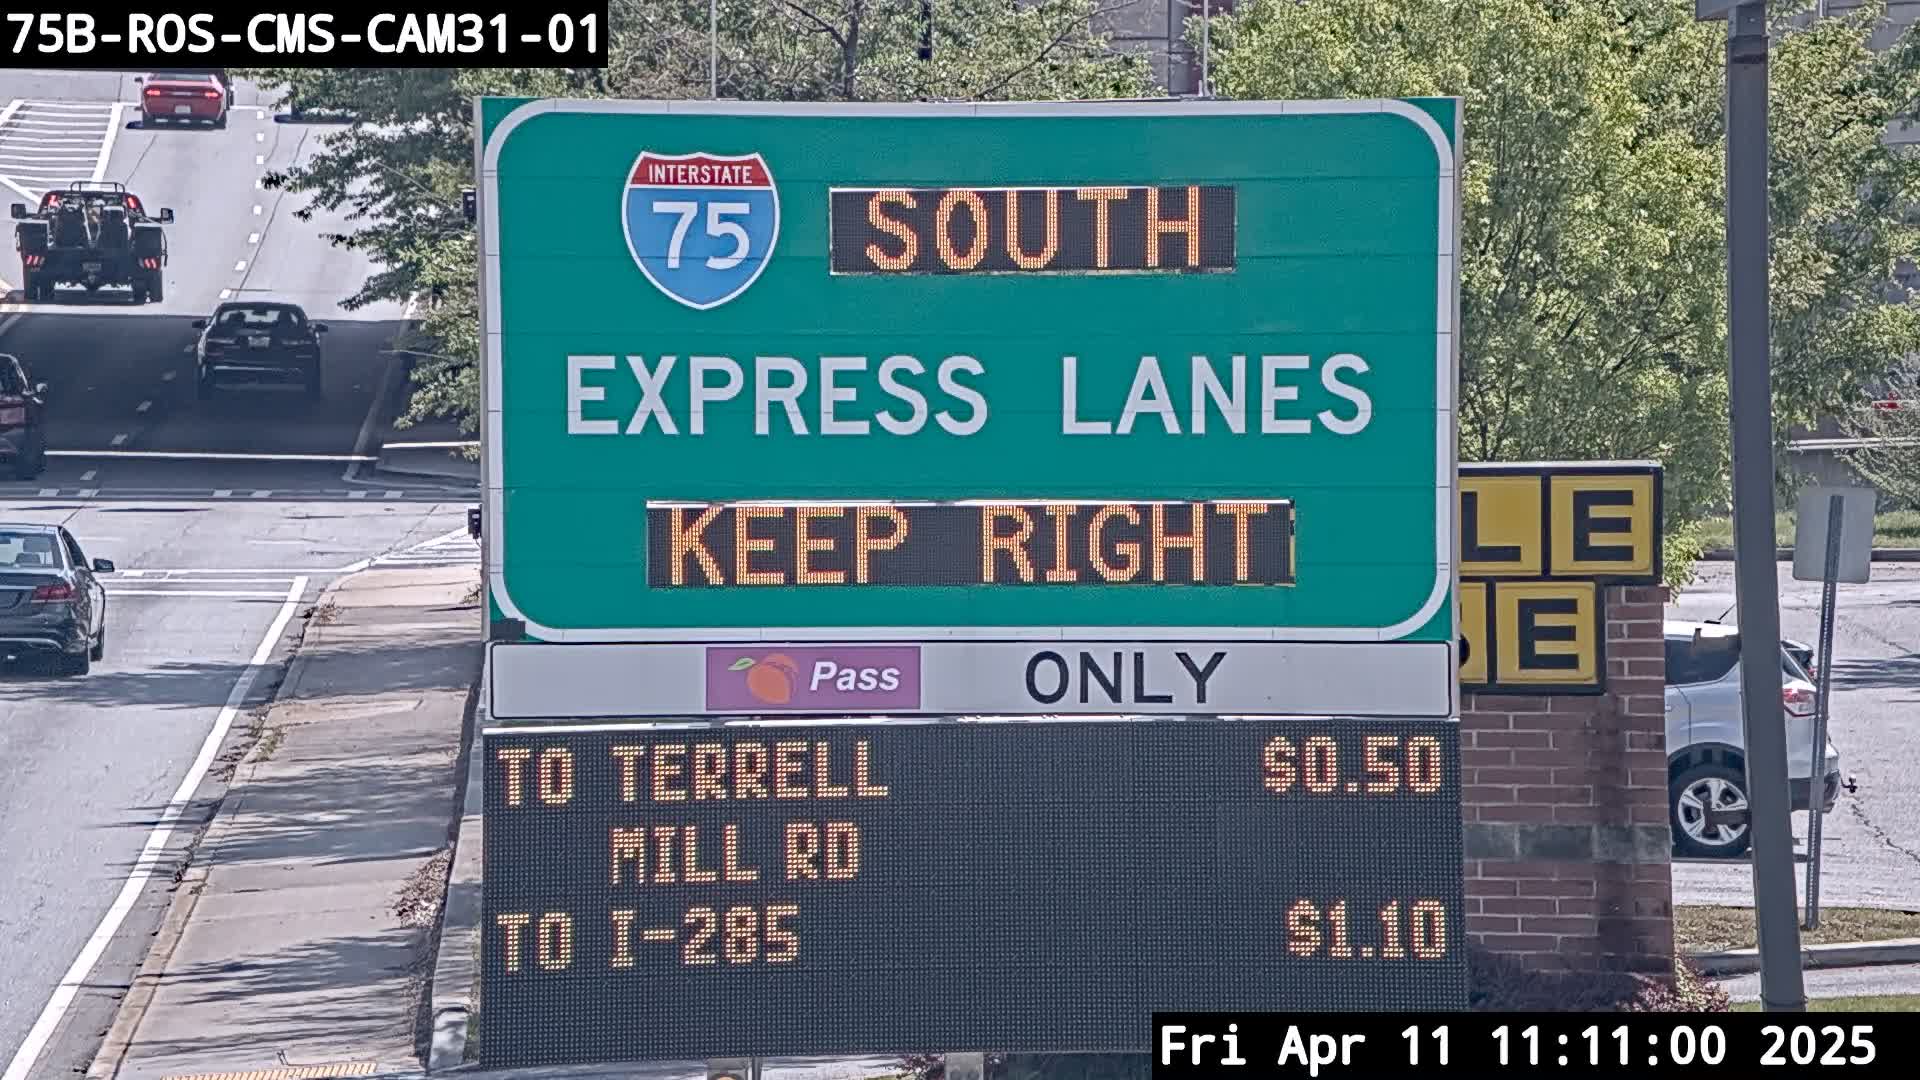 75B-ROS-CMS-CAM31-01
INTERSTATE
75
SOUTH
EXPRESS LANES
KEEP RIGHT
Pass ONLY
TO TERRELL $0.50
MILL RD
TO I-285 $1.10
LE
E
Fri Apr 11 11:11:00 2025